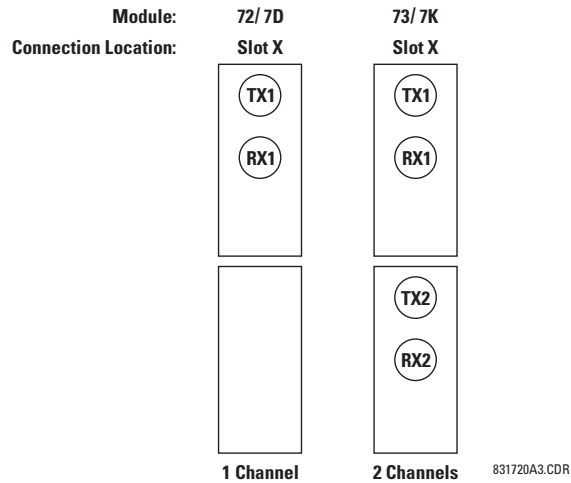 Module: 72/ 7D 73/ 7K
Connection Location: Slot X Slot X
TX1 TX1
RX1 RX1
TX2
RX2
1 Channel 2 Channels 831720A3.CDR